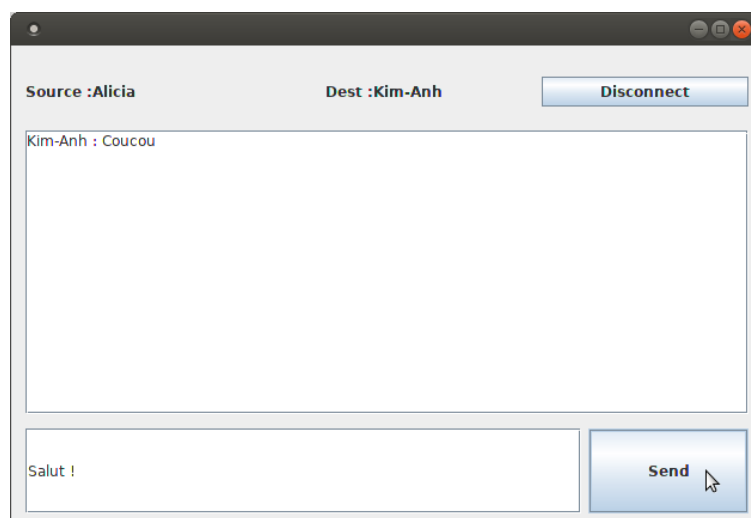 Source :Alicia Dest :Kim-Anh Disconnect
Kim-Anh : Coucou
Salut ! Send